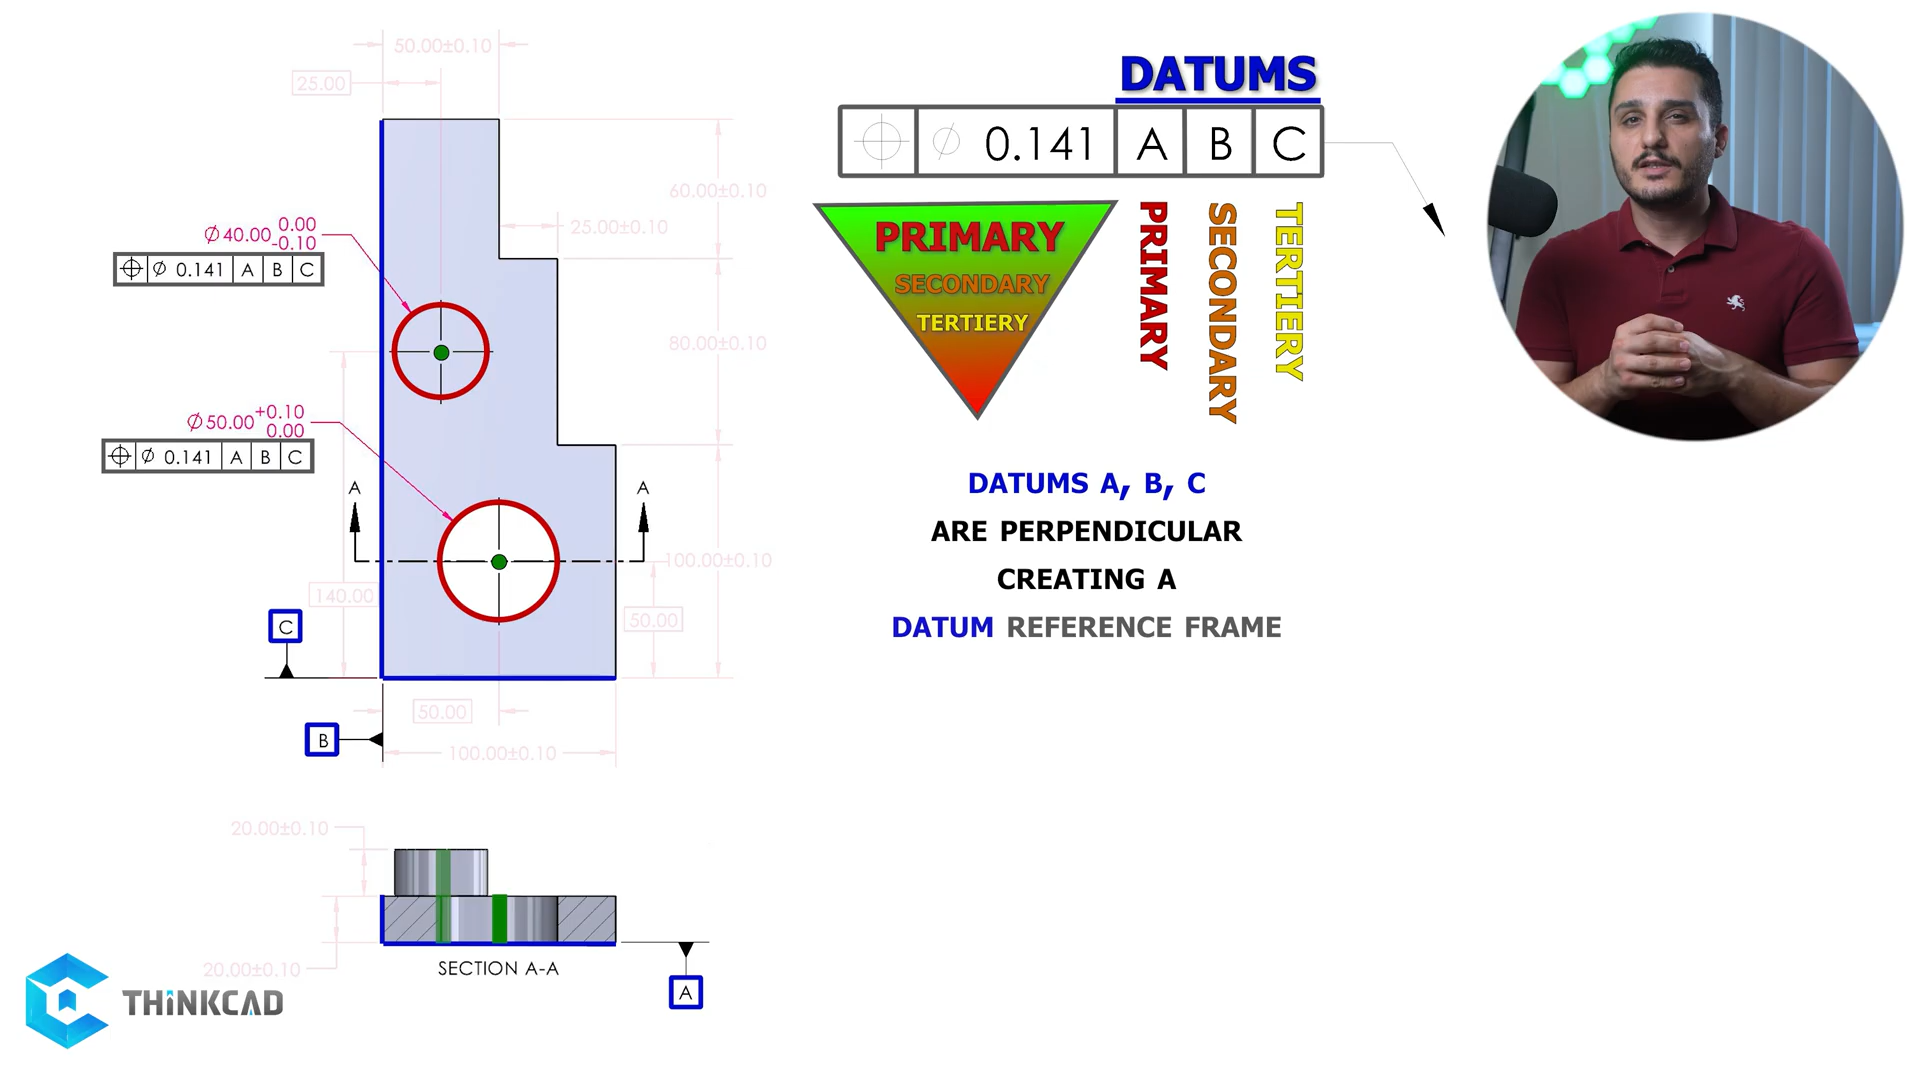 50.00±0.10
25.00
60.00±0.10
25.00±0.10
⌀40.00 0.00 -0.10
⌖ ⌀ 0.141 A B C
80.00±0.10
⌀50.00 +0.10 0.00
⌖ ⌀ 0.141 A B C
A A
100.00±0.10
140.00
50.00
C
50.00
B
100.00±0.10
20.00±0.10
20.00±0.10
SECTION A-A
A
THINKCAD
DATUMS
⌖ ⌀ 0.141 A B C
PRIMARY
SECONDARY
TERTIERY
PRIMARY
SECONDARY
TERTIERY
DATUMS A, B, C
ARE PERPENDICULAR
CREATING A
DATUM REFERENCE FRAME